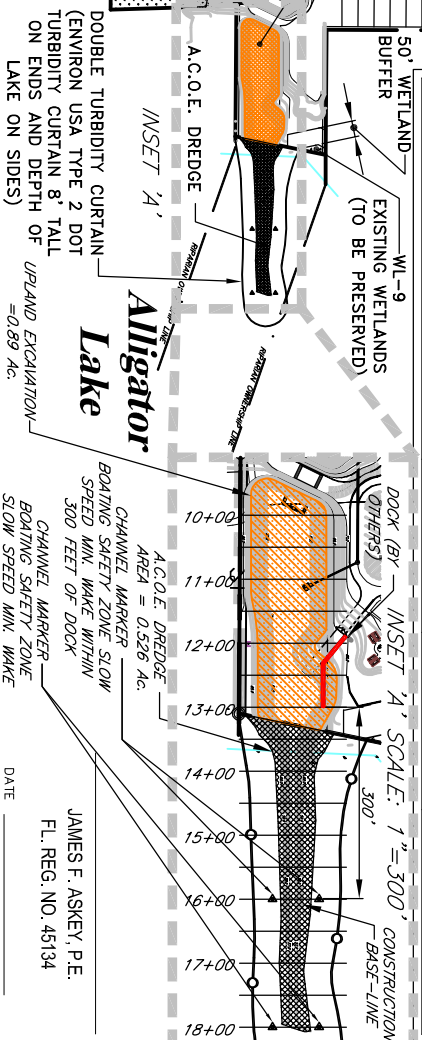 50' WETLAND
BUFFER
WL-9
EXISTING WETLANDS
(TO BE PRESERVED)
A.C.O.E. DREDGE
INSET 'A'
DOUBLE TURBIDITY CURTAIN
(ENVIRON USA TYPE 2 DOT
TURBIDITY CURTAIN 8' TALL
ON ENDS AND DEPTH OF
LAKE ON SIDES)
RIPARIAN OWNERSHIP LINE
Alligator
Lake
UPLAND EXCAVATION
=0.89 Ac.
DOCK (BY
OTHERS)
INSET 'A' SCALE: 1"=300'
10+00
11+00
12+00
13+00
14+00
15+00
16+00
17+00
18+00
300'
CONSTRUCTION
BASE-LINE
A.C.O.E. DREDGE
AREA = 0.526 Ac.
CHANNEL MARKER
BOATING SAFETY ZONE SLOW
SPEED MIN. WAKE WITHIN
300 FEET OF DOCK
CHANNEL MARKER
BOATING SAFETY ZONE
SLOW SPEED MIN. WAKE
JAMES F. ASKEY, P.E.
FL. REG. NO. 45134
DATE